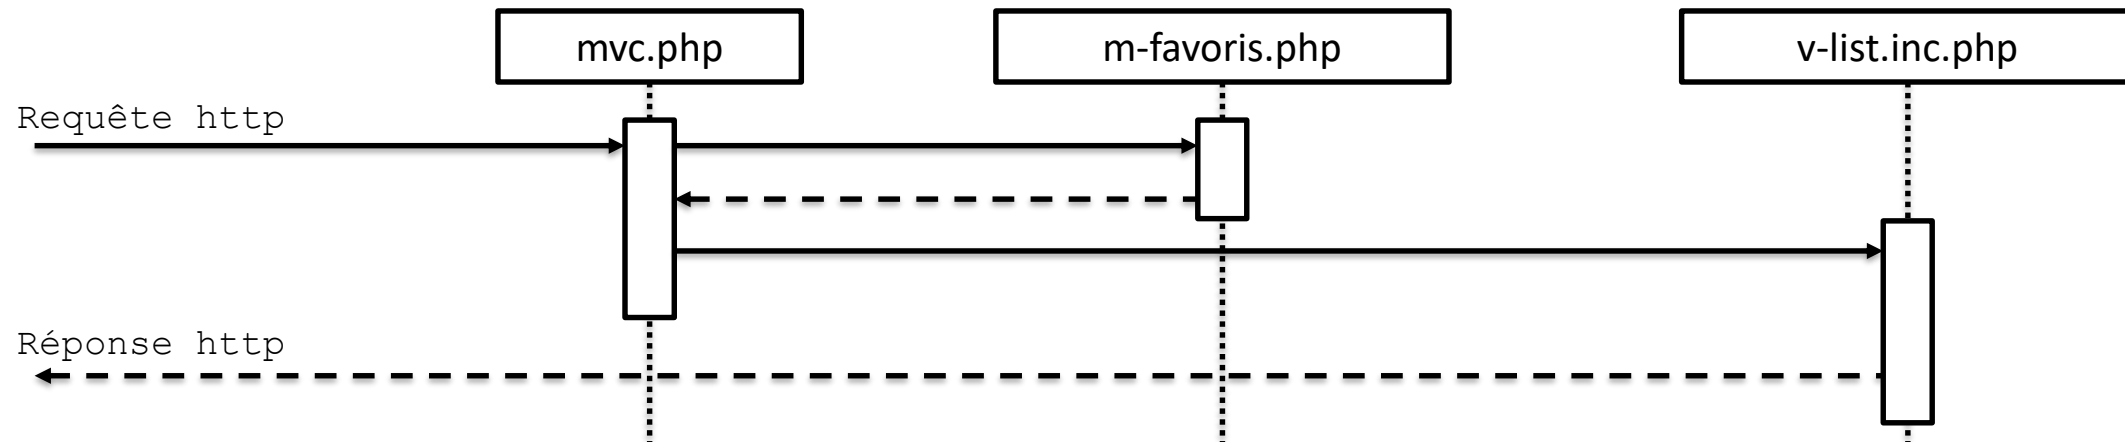 mvc.php
m-favoris.php
v-list.inc.php
Requête http
Réponse http